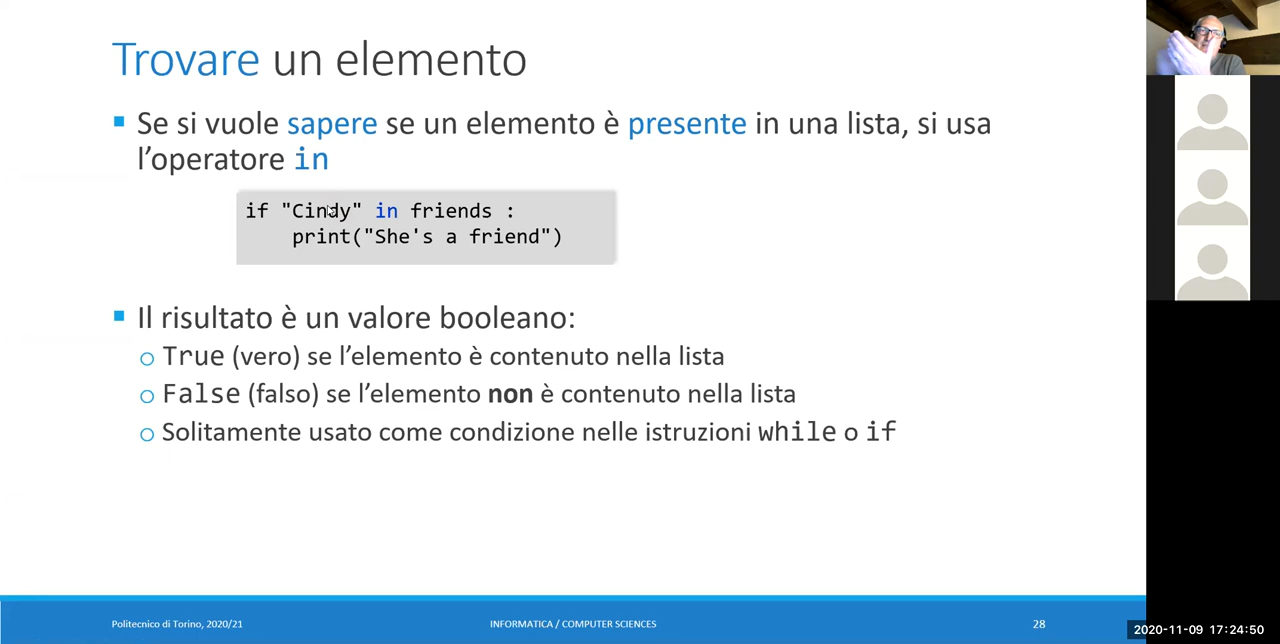 Trovare un elemento
▪ Se si vuole sapere se un elemento è presente in una lista, si usa
l’operatore in
if "Cindy" in friends :
print("She's a friend")
▪ Il risultato è un valore booleano:
o True (vero) se l’elemento è contenuto nella lista
o False (falso) se l’elemento non è contenuto nella lista
o Solitamente usato come condizione nelle istruzioni while o if
Politecnico di Torino, 2020/21
INFORMATICA / COMPUTER SCIENCES
28
2020-11-09 17:24:50